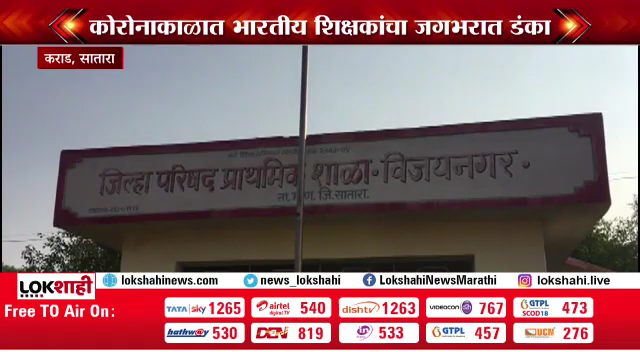 कोरोनाकाळात भारतीय शिक्षकांचा जगभरात डंका
कराड, सातारा
जिल्हा परिषद प्राथमिक शाळा - विजयनगर .
जि.सातारा.
LOKशाही
lokshahinews.com news_lokshahi LokshahiNewsMarathi lokshahi.live
Free TO Air On:
TATA sky 1265 airtel digital TV 540 dishtv 1263 VIDEOCON 767 GTPL SCOD18 473
hathway 530 DEN 819 533 GTPL 457 UCN 276